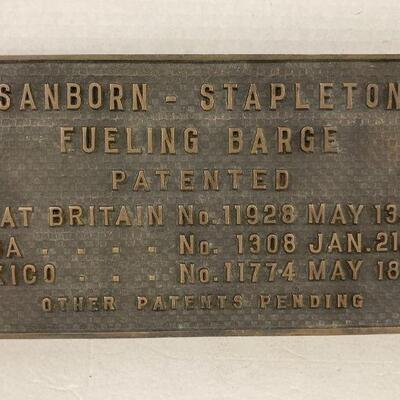 SANBORN - STAPLETON
FUELING BARGE
PATENTED
AT BRITAIN No. 11928 MAY 13
DA . . . . No. 1308 JAN. 21
XICO . . . No. 11774 MAY 18
OTHER PATENTS PENDING